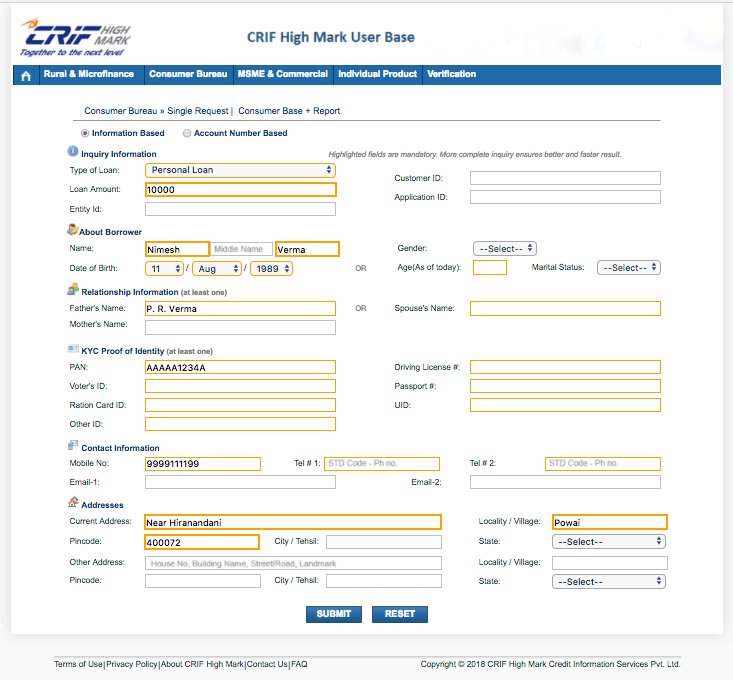 CRIF HIGH MARK
Together to the next level
CRIF High Mark User Base
Rural & Microfinance Consumer Bureau MSME & Commercial Individual Product Verification
Consumer Bureau » Single Request | Consumer Base + Report
Information Based Account Number Based
Inquiry Information Highlighted fields are mandatory. More complete inquiry ensures better and faster result.
Type of Loan: Personal Loan Customer ID:
Loan Amount: 10000 Application ID:
Entity Id:
About Borrower
Name: Nimesh Middle Name Verma Gender: --Select--
Date of Birth: 11 / Aug / 1989 OR Age(As of today): Marital Status: --Select--
Relationship Information (at least one)
Father's Name: P. R. Verma OR Spouse's Name:
Mother's Name:
KYC Proof of Identity (at least one)
PAN: AAAAA1234A Driving License #:
Voter's ID: Passport #:
Ration Card ID: UID:
Other ID:
Contact Information
Mobile No: 9999111199 Tel # 1: STD Code - Ph no. Tel # 2: STD Code - Ph no.
Email-1: Email-2:
Addresses
Current Address: Near Hiranandani Locality / Village: Powai
Pincode: 400072 City / Tehsil: State: --Select--
Other Address: House No, Building Name, Street/Road, Landmark Locality / Village:
Pincode: City / Tehsil: State: --Select--
SUBMIT RESET
Terms of Use|Privacy Policy|About CRIF High Mark|Contact Us|FAQ Copyright © 2018 CRIF High Mark Credit Information Services Pvt. Ltd.